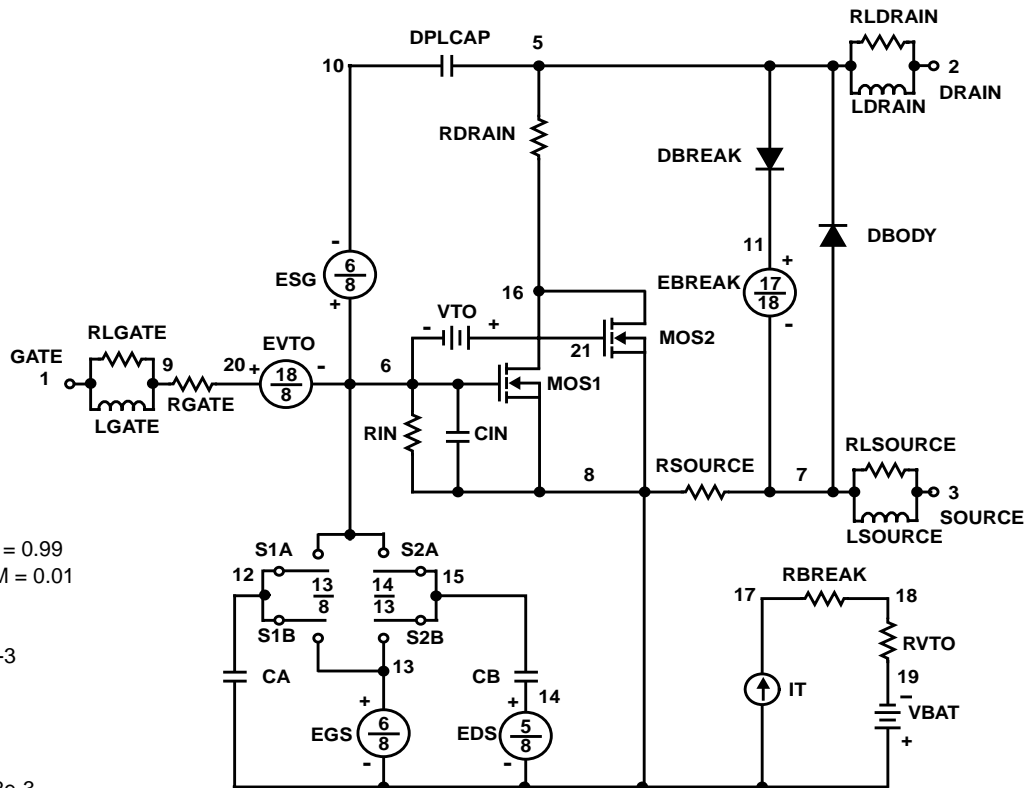 RLDRAIN
DPLCAP
5
10
2
DRAIN
LDRAIN
RDRAIN
DBREAK
DBODY
11
+
EBREAK
17
18
-
-
ESG
6
8
+
16
VTO
-
+
MOS2
21
MOS1
RLGATE
GATE
1
9
LGATE
RGATE
20
EVTO
+
18
8
-
6
RIN
CIN
8
RSOURCE
7
RLSOURCE
3
SOURCE
LSOURCE
= 0.99
= 0.01
-3
S1A
S2A
12
13
8
14
13
15
S1B
S2B
13
CA
CB
+
EGS
6
8
-
14
+
EDS
5
8
-
17
RBREAK
18
RVTO
19
IT
-
VBAT
+